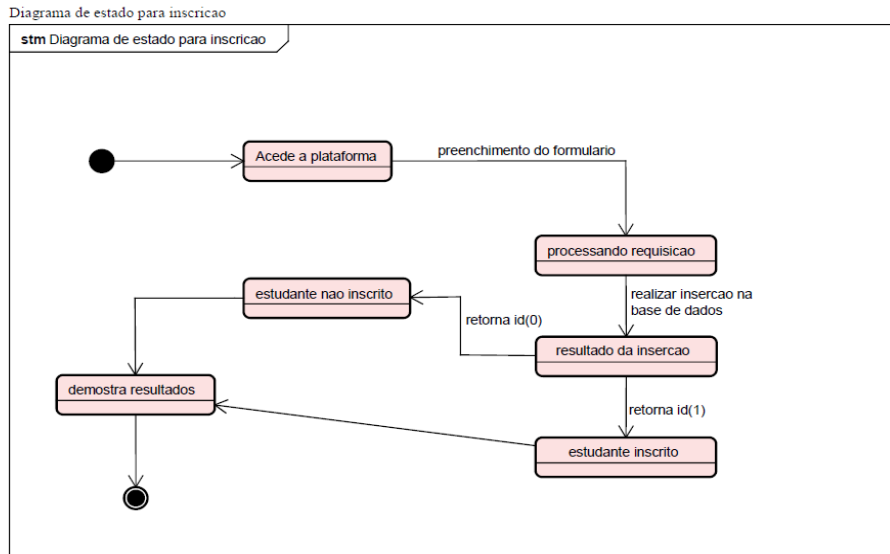 Diagrama de estado para inscricao
stm Diagrama de estado para inscricao
Acede a plataforma
preenchimento do formulario
processando requisicao
realizar insercao na
base de dados
estudante nao inscrito
retorna id(0)
resultado da insercao
demostra resultados
retorna id(1)
estudante inscrito